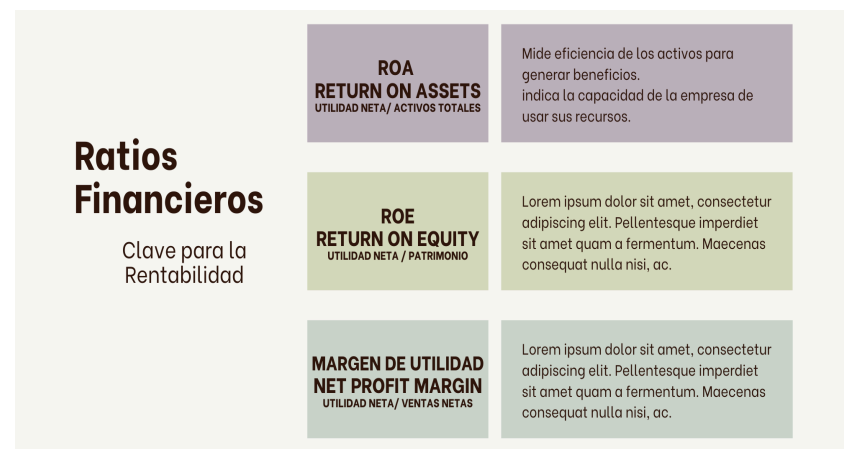 Ratios
Financieros
Clave para la
Rentabilidad
ROA
RETURN ON ASSETS
UTILIDAD NETA/ ACTIVOS TOTALES
Mide eficiencia de los activos para
generar beneficios.
indica la capacidad de la empresa de
usar sus recursos.
ROE
RETURN ON EQUITY
UTILIDAD NETA / PATRIMONIO
Lorem ipsum dolor sit amet, consectetur
adipiscing elit. Pellentesque imperdiet
sit amet quam a fermentum. Maecenas
consequat nulla nisi, ac.
MARGEN DE UTILIDAD
NET PROFIT MARGIN
UTILIDAD NETA/ VENTAS NETAS
Lorem ipsum dolor sit amet, consectetur
adipiscing elit. Pellentesque imperdiet
sit amet quam a fermentum. Maecenas
consequat nulla nisi, ac.